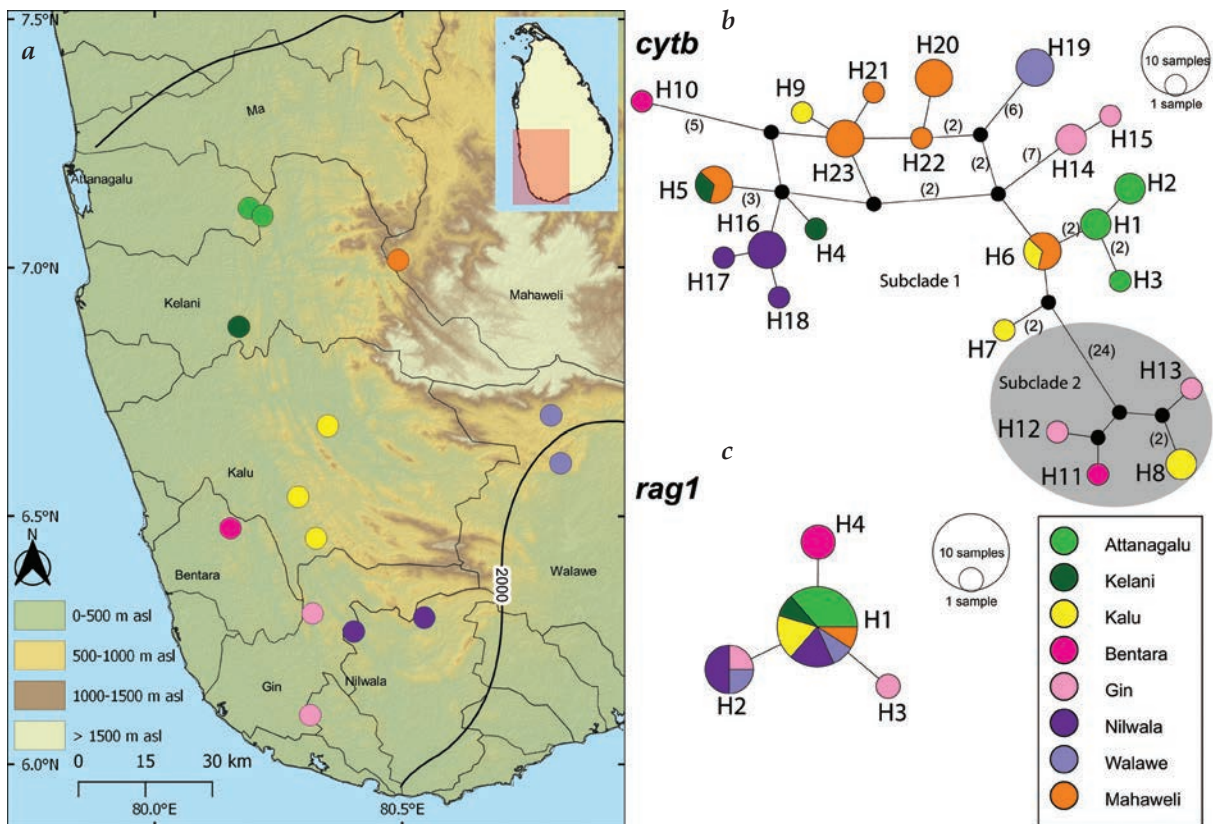 a
7.5°N
7.0°N
6.5°N
6.0°N
80.0°E
80.5°E
Ma
Attanagalu
Kelani
Mahaweli
Kalu
Bentara
Walawe
Gin
Nilwala
2000
N
0-500 m asl
500-1000 m asl
1000-1500 m asl
> 1500 m asl
0 15 30 km
b
cytb
H10
(5)
H9
H21
H20
H19
(6)
10 samples
1 sample
H23
H22
(2)
(2)
(7)
H15
H14
H5
(3)
H16
H4
(2)
H2
H1
(2)
(2)
H3
H17
H18
Subclade 1
H6
H7
(2)
(24)
Subclade 2
H13
H12
H11
(2)
H8
c
rag1
H4
H1
H2
H3
10 samples
1 sample
Attanagalu
Kelani
Kalu
Bentara
Gin
Nilwala
Walawe
Mahaweli